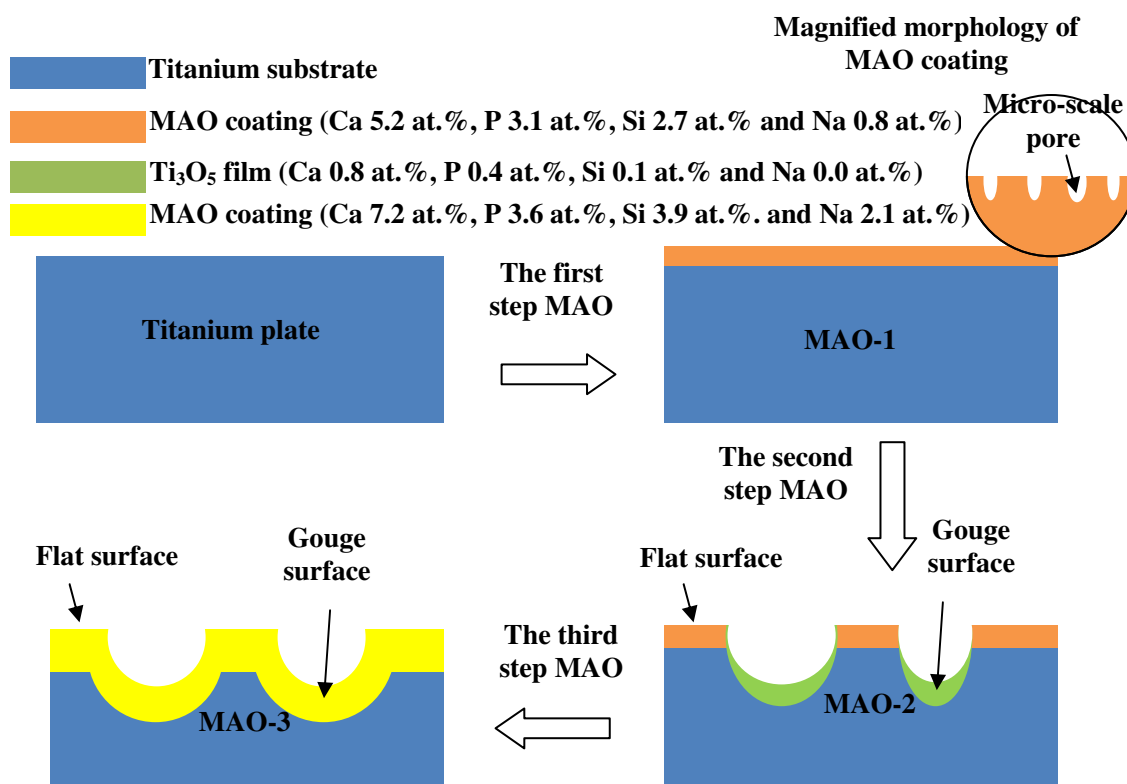 Magnified morphology of
MAO coating
Titanium substrate
Micro-scale
pore
MAO coating (Ca 5.2 at.%, P 3.1 at.%, Si 2.7 at.% and Na 0.8 at.%)
Ti₃O₅ film (Ca 0.8 at.%, P 0.4 at.%, Si 0.1 at.% and Na 0.0 at.%)
MAO coating (Ca 7.2 at.%, P 3.6 at.%, Si 3.9 at.%. and Na 2.1 at.%)
Titanium plate
The first
step MAO
MAO-1
The second
step MAO
Flat surface
Gouge
surface
MAO-2
The third
step MAO
Flat surface
Gouge
surface
MAO-3